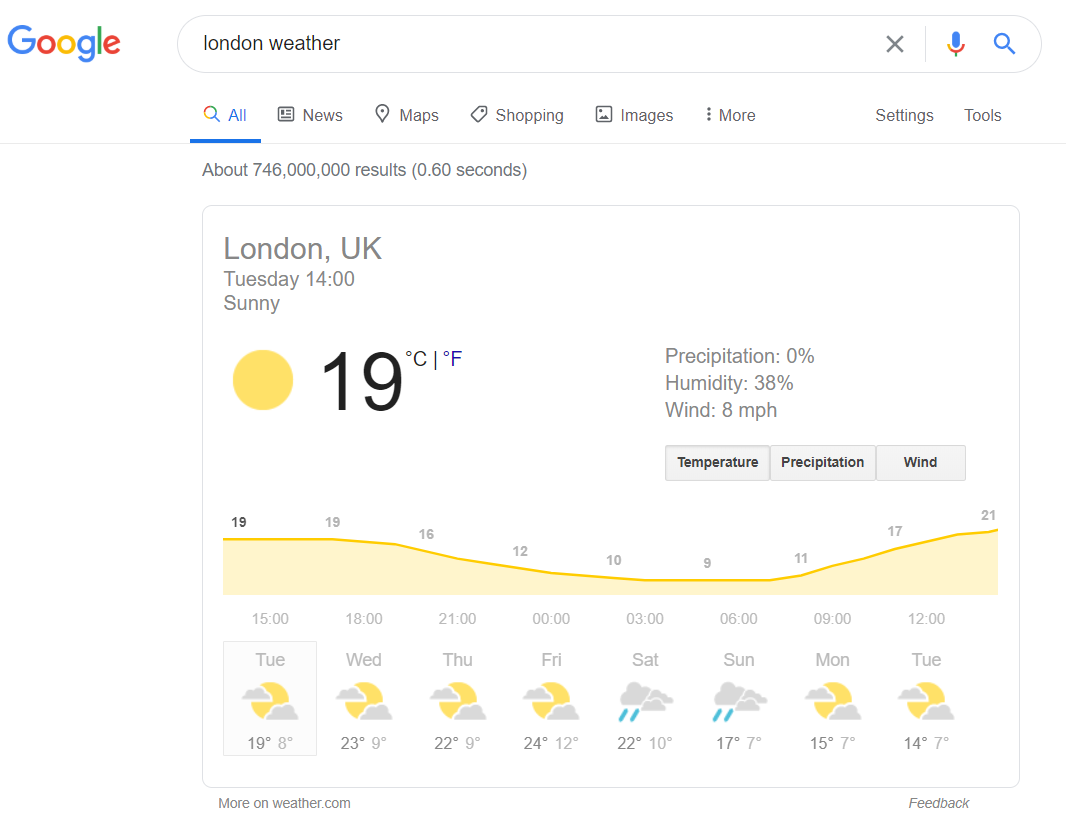 Google
london weather
All News Maps Shopping Images More Settings Tools
About 746,000,000 results (0.60 seconds)
London, UK
Tuesday 14:00
Sunny
19 °C | °F
Precipitation: 0%
Humidity: 38%
Wind: 8 mph
Temperature Precipitation Wind
19 19 16 12 10 9 11 17 21
15:00 18:00 21:00 00:00 03:00 06:00 09:00 12:00
Tue Wed Thu Fri Sat Sun Mon Tue
19° 8° 23° 9° 22° 9° 24° 12° 22° 10° 17° 7° 15° 7° 14° 7°
More on weather.com Feedback